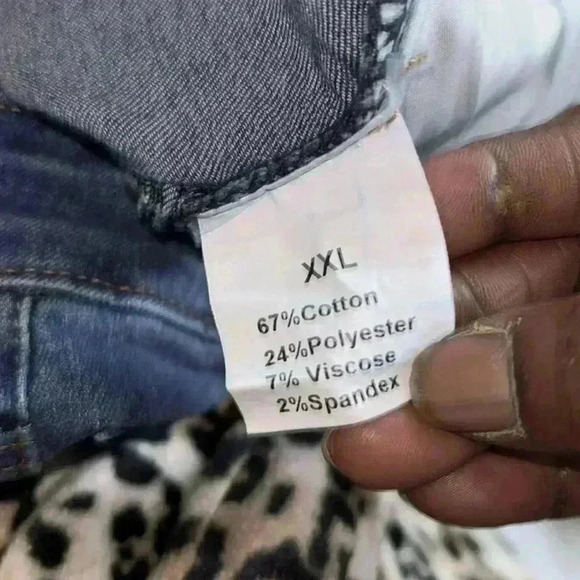 XXL
67%Cotton
24%Polyester
7% Viscose
2%Spandex